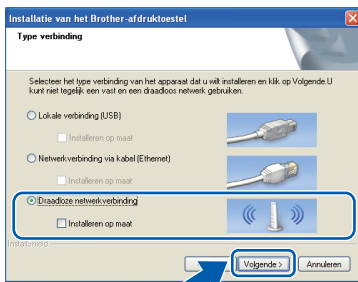 Installatie van het Brother-afdruktoestel
Type verbinding
Selecteer het type verbinding van het apparaat dat u wilt installeren en klik op Volgende.U
kunt niet tegelijk een vast en een draadloos netwerk gebruiken.
Lokale verbinding (USB)
Installeren op maat
Netwerkverbinding via kabel (Ethernet)
Installeren op maat
Draadloze netwerkverbinding
Installeren op maat
InstallShield
Volgende >
Annuleren